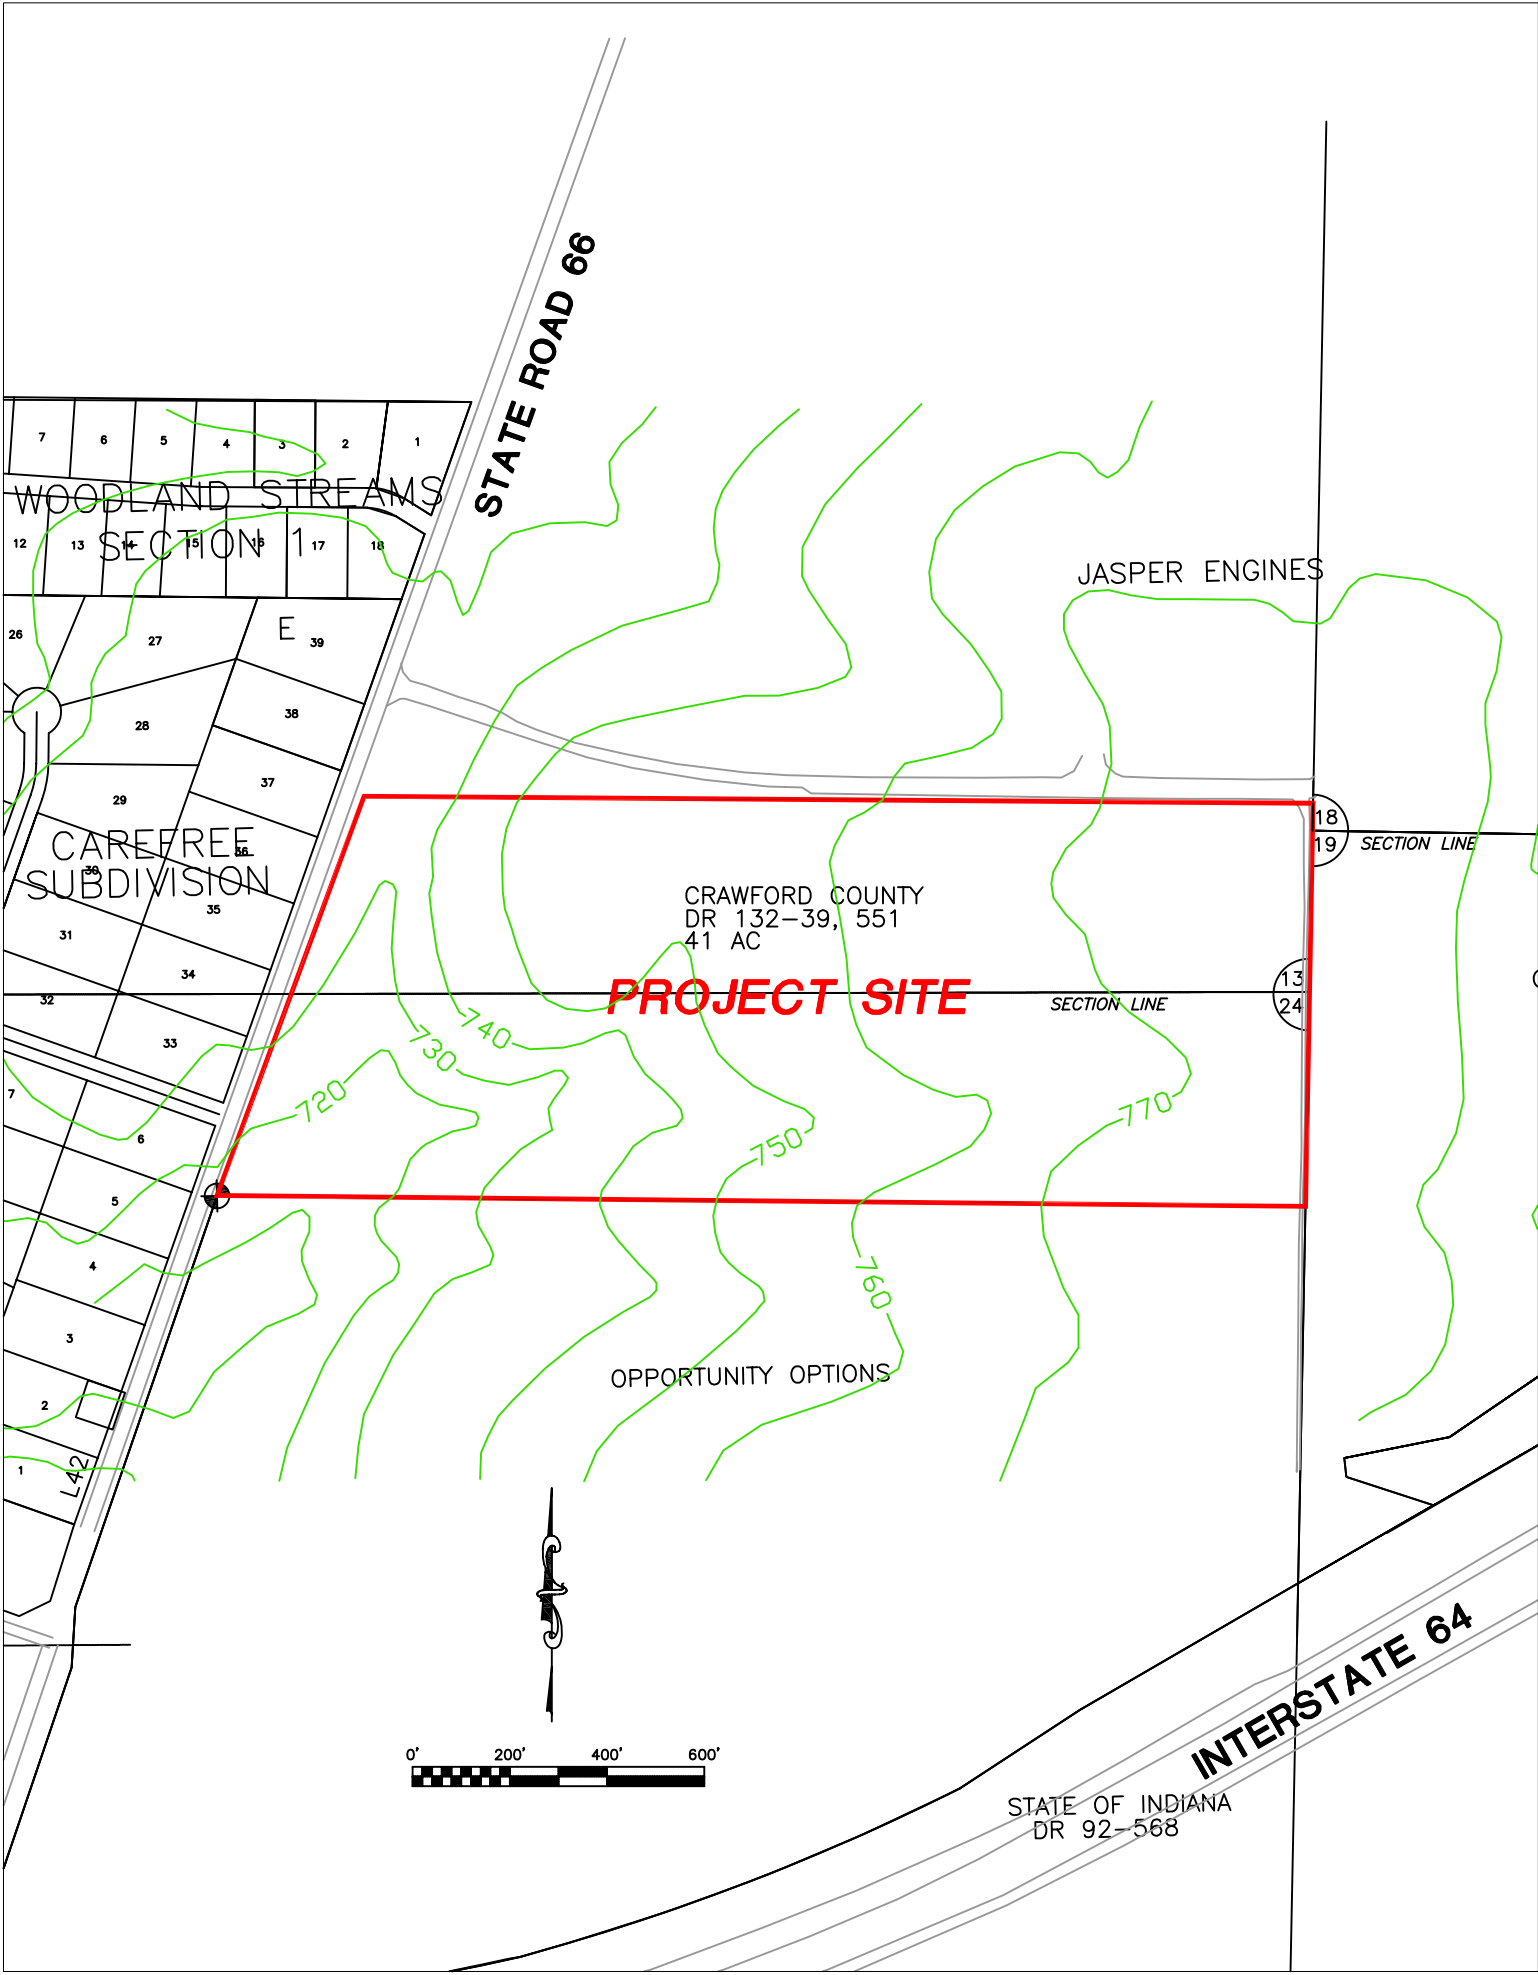 STATE ROAD 66
7 6 5 4 3 2 1
WOODLAND STREAMS
SECTION 1
12 13 14 15 16 17 18
JASPER ENGINES
26 27 E 39
38
28
37
29
CAREFREE
SUBDIVISION
36
30
35
31
34
32
33
18
19
SECTION LINE
CRAWFORD COUNTY
DR 132-39, 551
41 AC
PROJECT SITE
SECTION LINE
13
24
740
730
720
750
770
760
7
6
5
4
3
2
1
L42
OPPORTUNITY OPTIONS
0' 200' 400' 600'
INTERSTATE 64
STATE OF INDIANA
DR 92-568